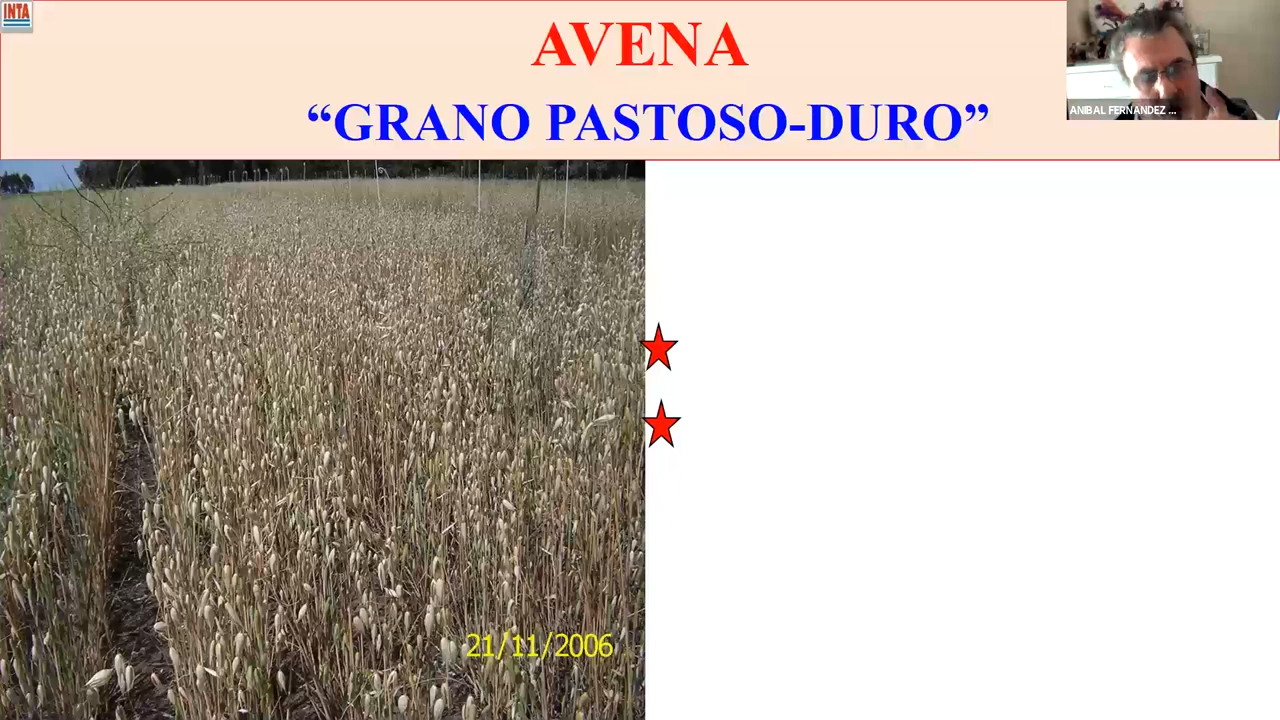 INTA
AVENA
“GRANO PASTOSO-DURO”
ANIBAL FERNANDEZ ...
21/11/2006